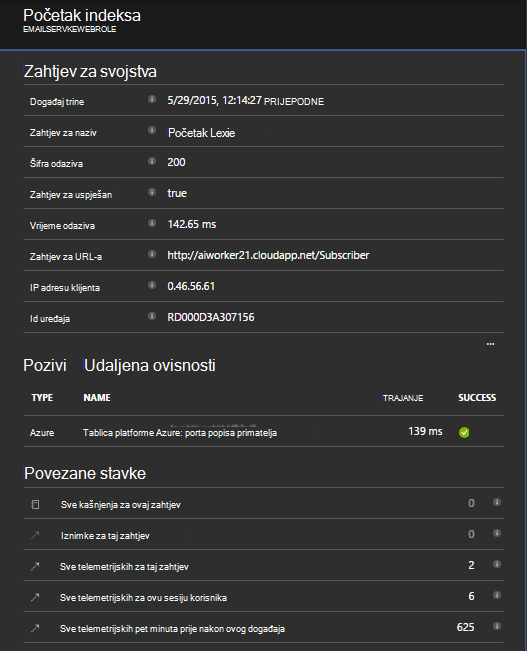 Početak indeksa
EMAILSERVKEWEBROLE
Zahtjev za svojstva
Događaj trine 5/29/2015, 12:14:27 PRIJEPODNE
Zahtjev za naziv Početak Lexie
Šifra odaziva 200
Zahtjev za uspješan true
Vrijeme odaziva 142.65 ms
Zahtjev za URL-a http://aiworker21.cloudapp.net/Subscriber
IP adresu klijenta 0.46.56.61
Id uređaja RD000D3A307156
...
Pozivi Udaljena ovisnosti
TYPE NAME TRAJANJE SUCCESS
Azure Tablica platforme Azure: porta popisa primatelja 139 ms
Povezane stavke
Sve kašnjenja za ovaj zahtjev 0
Iznimke za taj zahtjev 0
Sve telemetrijskih za taj zahtjev 2
Sve telemetrijskih za ovu sesiju korisnika 6
Sve telemetrijskih pet minuta prije nakon ovog događaja 625